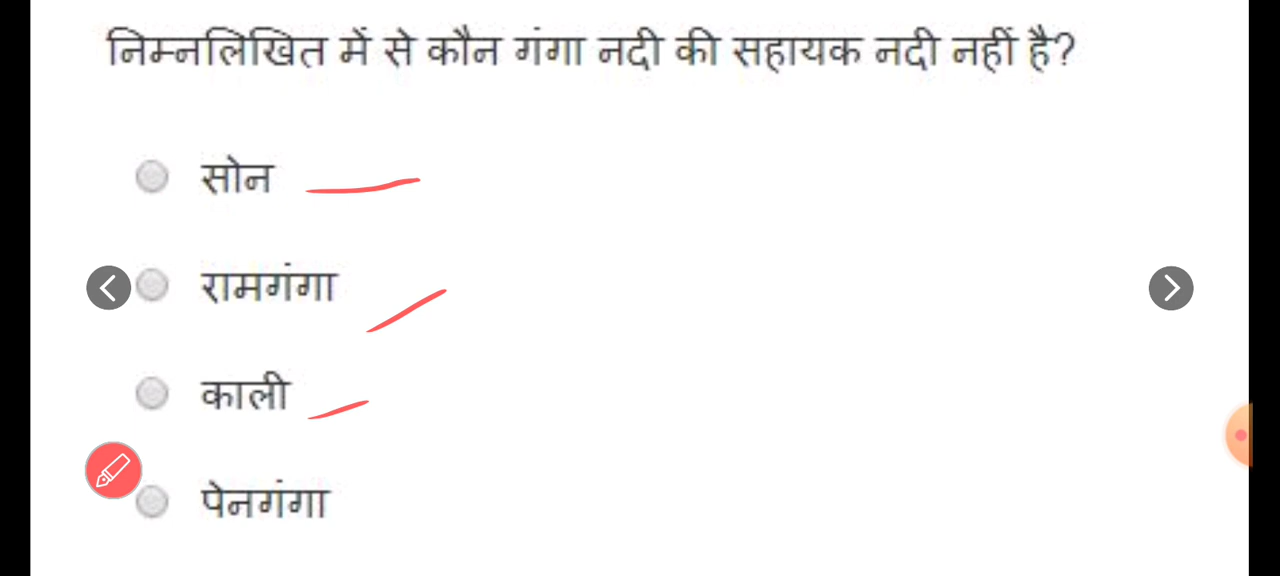 निम्नलिखित में से कौन गंगा नदी की सहायक नदी नहीं है?
सोन
रामगंगा
काली
पेनगंगा